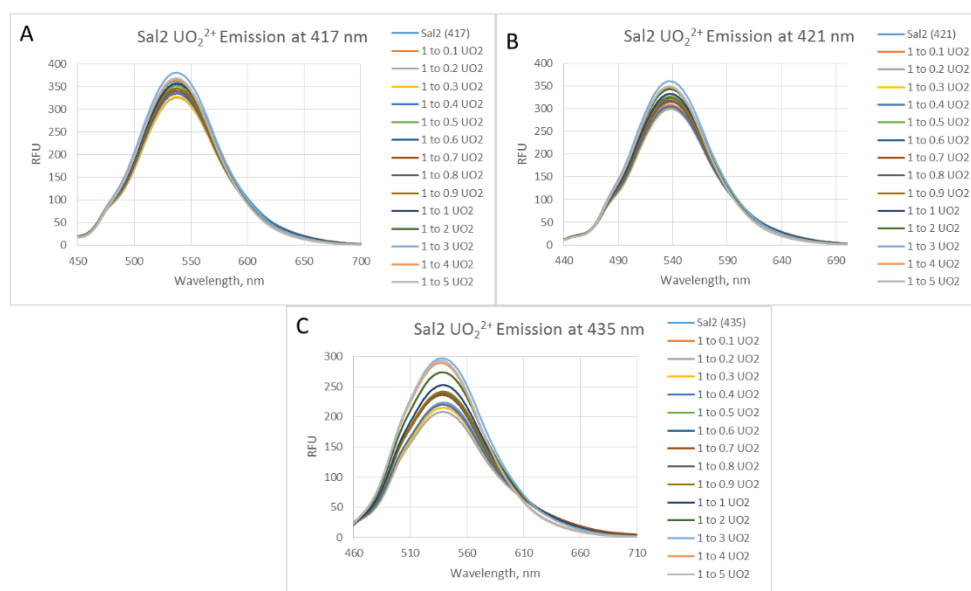 A
Sal2 UO₂²⁺ Emission at 417 nm
400
350
300
250
200
150
100
50
0
RFU
450 500 550 600 650 700
Wavelength, nm
Sal2 (417)
1 to 0.1 UO2
1 to 0.2 UO2
1 to 0.3 UO2
1 to 0.4 UO2
1 to 0.5 UO2
1 to 0.6 UO2
1 to 0.7 UO2
1 to 0.8 UO2
1 to 0.9 UO2
1 to 1 UO2
1 to 2 UO2
1 to 3 UO2
1 to 4 UO2
1 to 5 UO2
B
Sal2 UO₂²⁺ Emission at 421 nm
400
350
300
250
200
150
100
50
0
RFU
440 490 540 590 640 690
Wavelength, nm
Sal2 (421)
1 to 0.1 UO2
1 to 0.2 UO2
1 to 0.3 UO2
1 to 0.4 UO2
1 to 0.5 UO2
1 to 0.6 UO2
1 to 0.7 UO2
1 to 0.8 UO2
1 to 0.9 UO2
1 to 1 UO2
1 to 2 UO2
1 to 3 UO2
1 to 4 UO2
1 to 5 UO2
C
Sal2 UO₂²⁺ Emission at 435 nm
300
250
200
150
100
50
0
RFU
460 510 560 610 660 710
Wavelength, nm
Sal2 (435)
1 to 0.1 UO2
1 to 0.2 UO2
1 to 0.3 UO2
1 to 0.4 UO2
1 to 0.5 UO2
1 to 0.6 UO2
1 to 0.7 UO2
1 to 0.8 UO2
1 to 0.9 UO2
1 to 1 UO2
1 to 2 UO2
1 to 3 UO2
1 to 4 UO2
1 to 5 UO2